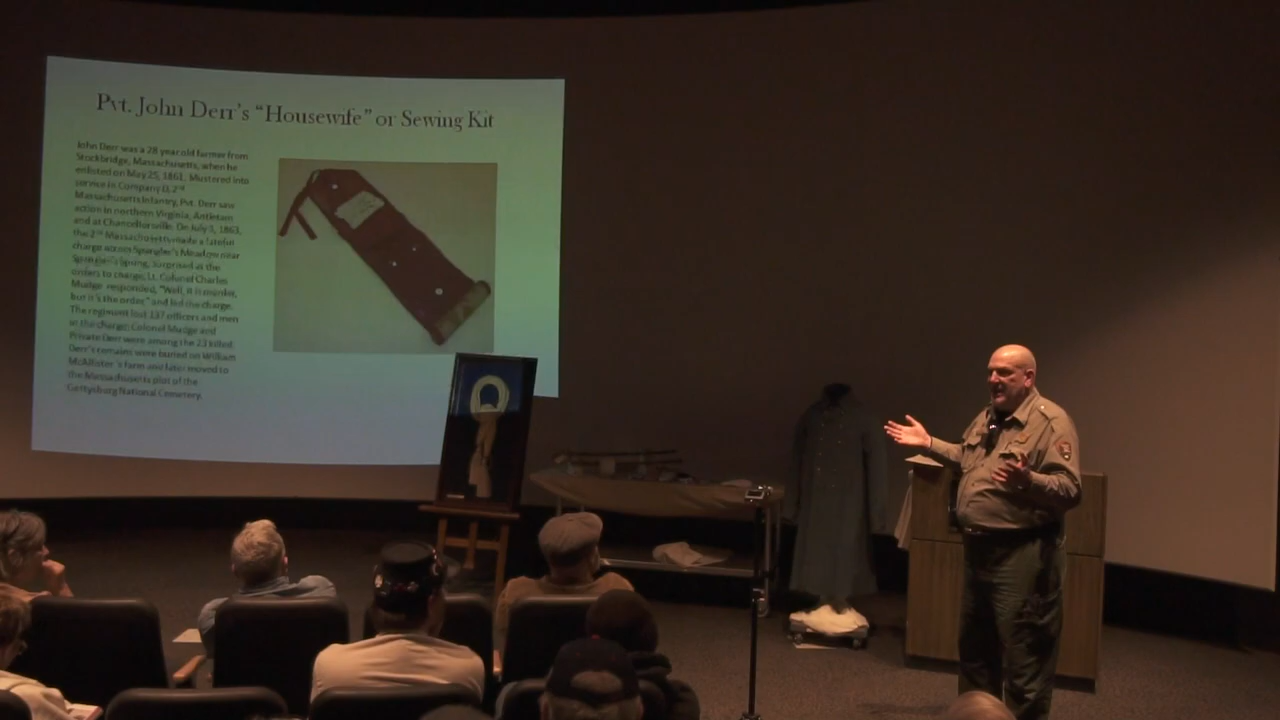 Pvt. John Derr's "Housewife" or Sewing Kit
John Derr was a 28 year old farmer from
Stockbridge, Massachusetts, when he
enlisted on May 25, 1861. Mustered into
service in Company D, 2nd
Massachusetts Infantry, Pvt. Derr saw
action in northern Virginia, Antietam
and at Chancellorsville. On July 3, 1863,
the 2nd Massachusetts made a fateful
charge across Spangler's Meadow near
Spangler's Spring. Surprised at the
orders to charge, Lt. Colonel Charles
Mudge responded, "Well, it is murder,
but it's the order," and led the charge.
The regiment lost 137 officers and men
in the charge; Colonel Mudge and
Private Derr were among the 23 killed.
Derr's remains were buried on William
McAllister's farm and later moved to
the Massachusetts plot of the
Gettysburg National Cemetery.